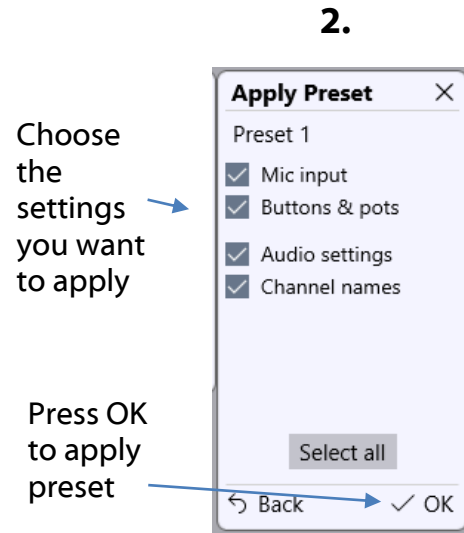 2.
Apply Preset
Preset 1
Choose
the
settings
you want
to apply
Mic input
Buttons & pots
Audio settings
Channel names
Press OK
to apply
preset
Select all
Back
OK